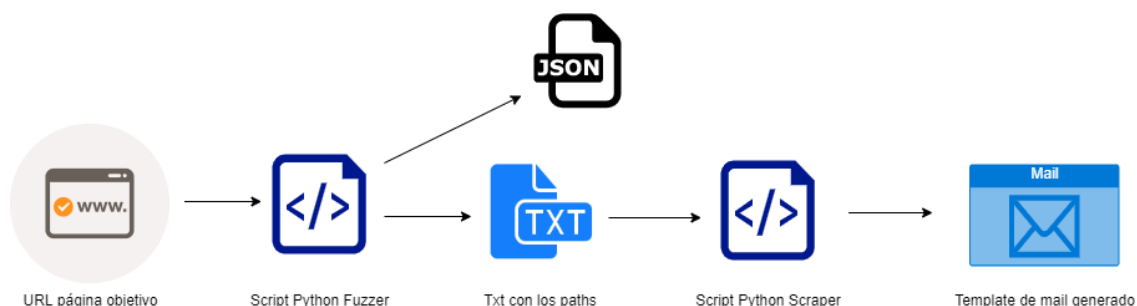 JSON
Mail
www.
</>
TXT
</>
URL página objetivo
Script Python Fuzzer
Txt con los paths
Script Python Scraper
Template de mail generado